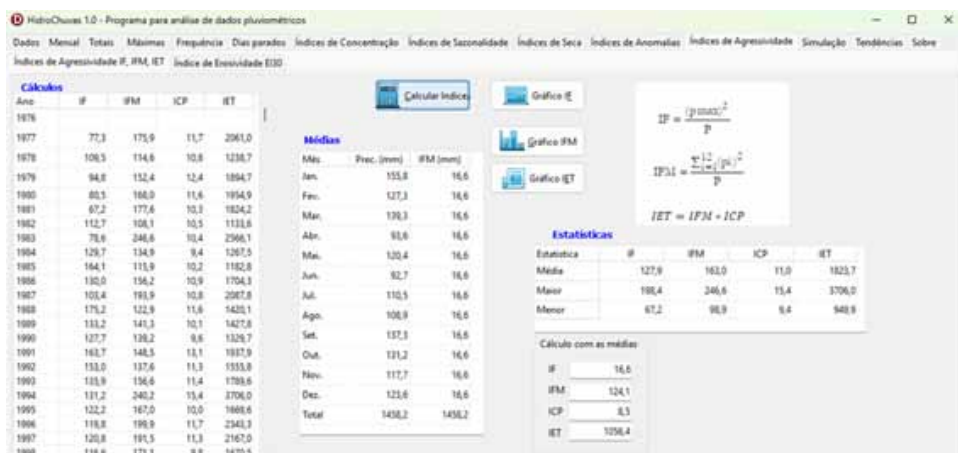 HidroChuvas 1.0 - Programa para análise de dados pluviométricos
Dados Mensal Totais Máximas Frequência Dias parados Índices de Concentração Índices de Sazonalidade Índices de Seca Índices de Anomalias Índices de Agressividade Simulação Tendências Sobre
Índices de Agressividade IF, IFM, IET Índice de Erosividade EI30
Cálculos
Ano IF IFM ICP IET
1976
1977 77,3 175,9 11,7 2061,0
1978 109,5 114,6 10,8 1238,7
1979 94,8 152,4 12,4 1894,7
1980 80,5 168,0 11,6 1954,9
1981 67,2 177,6 10,3 1824,2
1982 112,7 108,1 10,5 1133,6
1983 78,6 246,6 10,4 2566,1
1984 129,7 134,9 9,4 1267,5
1985 164,1 115,9 10,2 1182,8
1986 130,0 156,2 10,9 1704,3
1987 103,4 193,9 10,8 2087,8
1988 175,2 122,9 11,6 1420,1
1989 133,2 141,3 10,1 1427,8
1990 127,7 139,2 9,6 1329,7
1991 163,7 148,5 13,1 1937,9
1992 153,0 137,6 11,3 1555,8
1993 135,9 156,6 11,4 1789,6
1994 131,2 240,2 15,4 3706,0
1995 122,2 167,0 10,0 1669,6
1996 119,8 199,9 11,7 2343,3
1997 120,8 191,5 11,3 2167,0
Calcular Indices
Médias
Mês Prec. (mm) IFM (mm)
Jan. 155,8 16,6
Fev. 127,3 16,6
Mar. 139,3 16,6
Abr. 93,6 16,6
Mai. 120,4 16,6
Jun. 92,7 16,6
Jul. 110,5 16,6
Ago. 108,9 16,6
Set. 137,3 16,6
Out. 131,2 16,6
Nov. 117,7 16,6
Dez. 123,6 16,6
Total 1458,2 1458,2
Gráfico IF
Gráfico IFM
Gráfico IET
IF = (pmax)² / P
IFM = Σ¹²ᵢ₌₁(pi)² / P
IET = IFM * ICP
Estatísticas
Estatistica IF IFM ICP IET
Média 127,9 163,0 11,0 1823,7
Maior 198,4 246,6 15,4 3706,0
Menor 67,2 98,9 9,4 949,9
Cálculo com as médias
IF 16,6
IFM 124,1
ICP 8,5
IET 1058,4